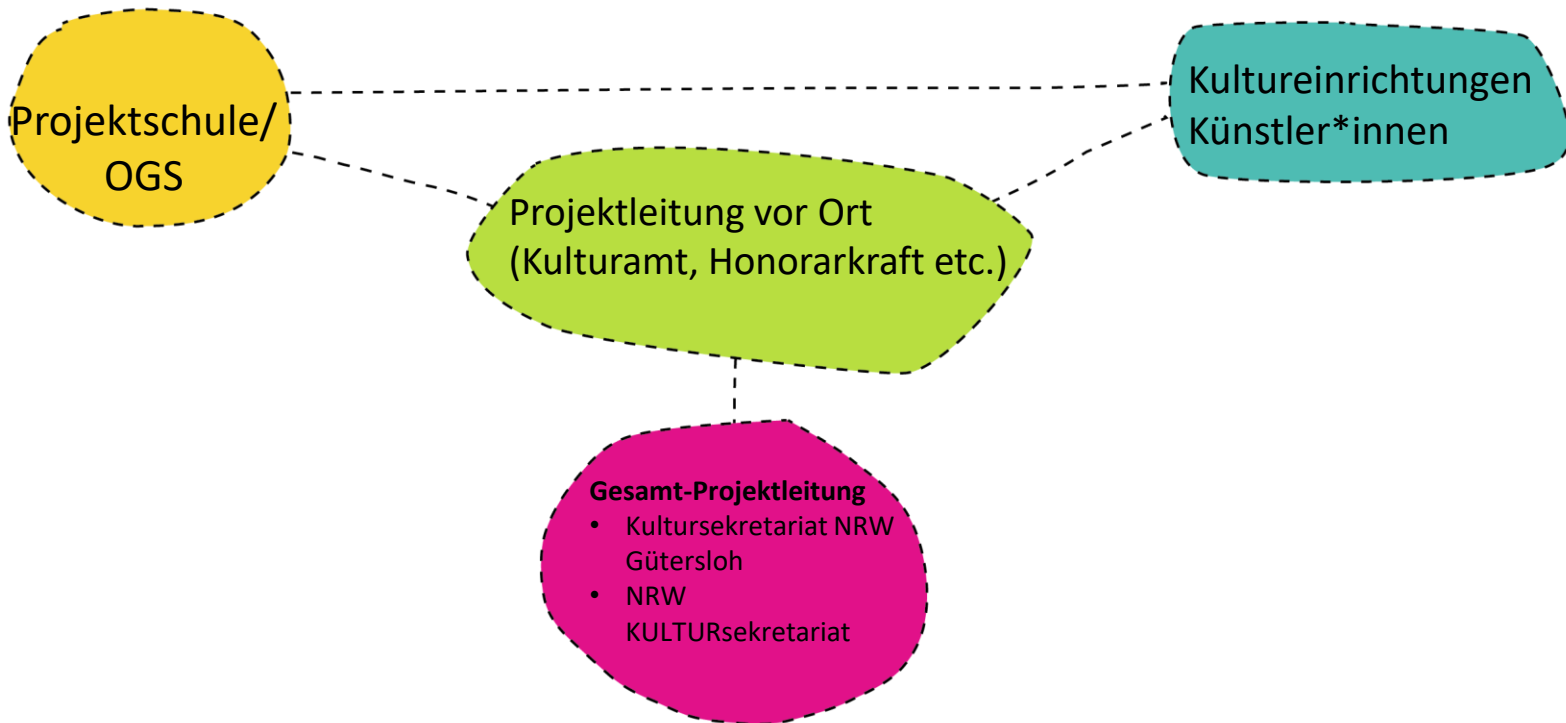 Projektschule/
OGS
Kultureinrichtungen
Künstler*innen
Projektleitung vor Ort
(Kulturamt, Honorarkraft etc.)
Gesamt-Projektleitung
• Kultursekretariat NRW
Gütersloh
• NRW
KULTURsekretariat